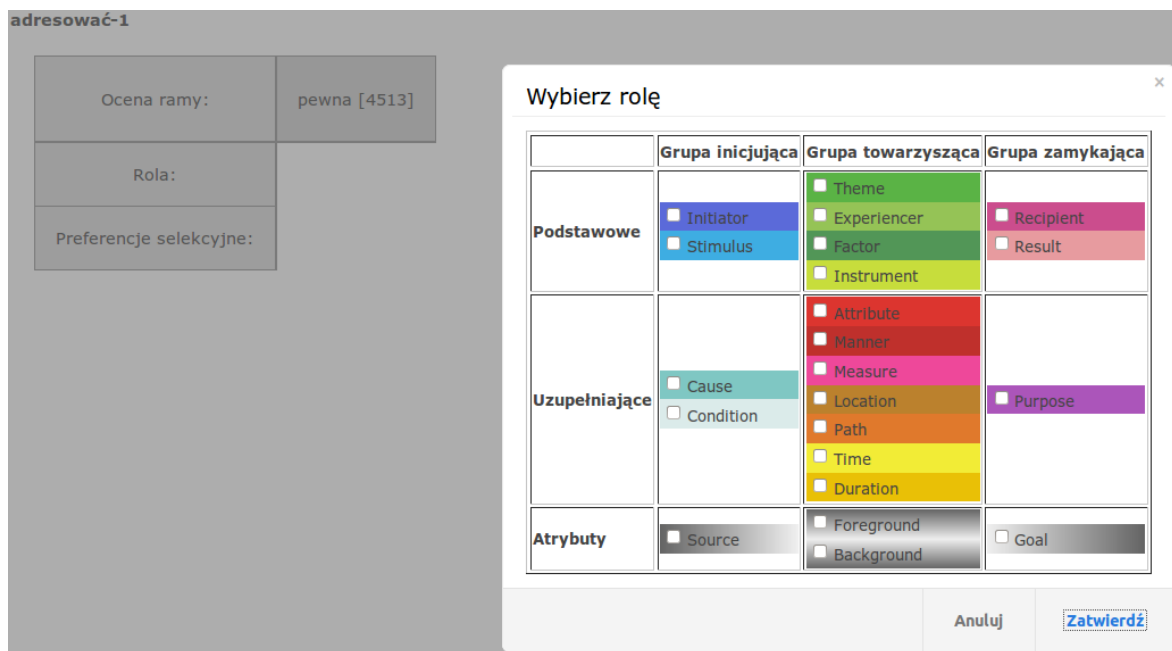 adresować-1
Ocena ramy: pewna [4513]
Rola:
Preferencje selekcyjne:
Wybierz rolę ×
Grupa inicjująca Grupa towarzysząca Grupa zamykająca
Podstawowe
Initiator
Stimulus
Theme
Experiencer
Factor
Instrument
Recipient
Result
Uzupełniające
Cause
Condition
Attribute
Manner
Measure
Location
Path
Time
Duration
Purpose
Atrybuty
Source
Foreground
Background
Goal
Anuluj Zatwierdź